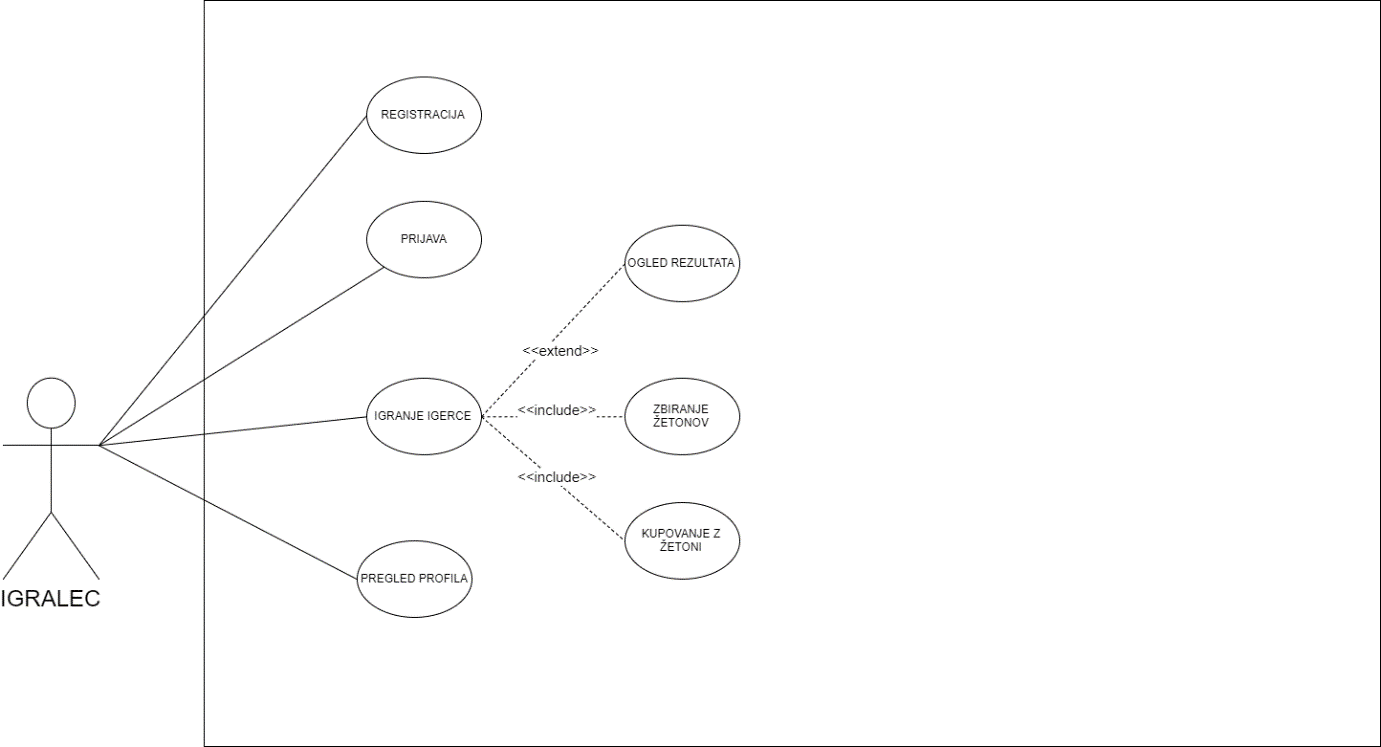 REGISTRACIJA
PRIJAVA
OGLED REZULTATA
<<extend>>
IGRANJE IGERCE
<<include>>
ZBIRANJE
ŽETONOV
<<include>>
KUPOVANJE Z
ŽETONI
PREGLED PROFILA
IGRALEC